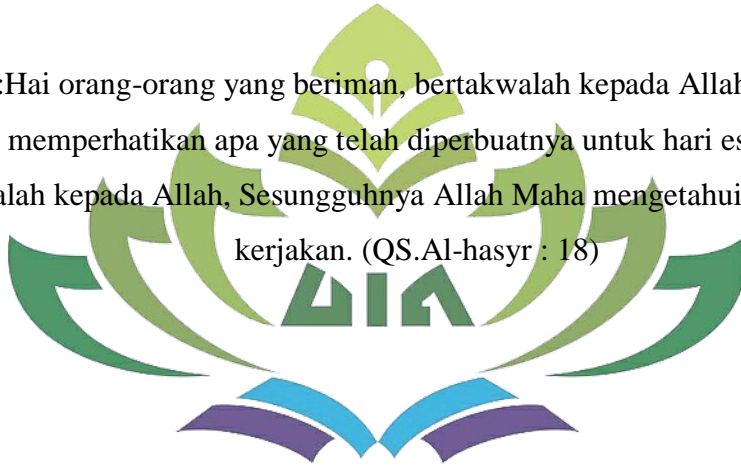 :Hai orang-orang yang beriman, bertakwalah kepada Allah
memperhatikan apa yang telah diperbuatnya untuk hari es
alah kepada Allah, Sesungguhnya Allah Maha mengetahui
kerjakan. (QS.Al-hasyr : 18)
UIN